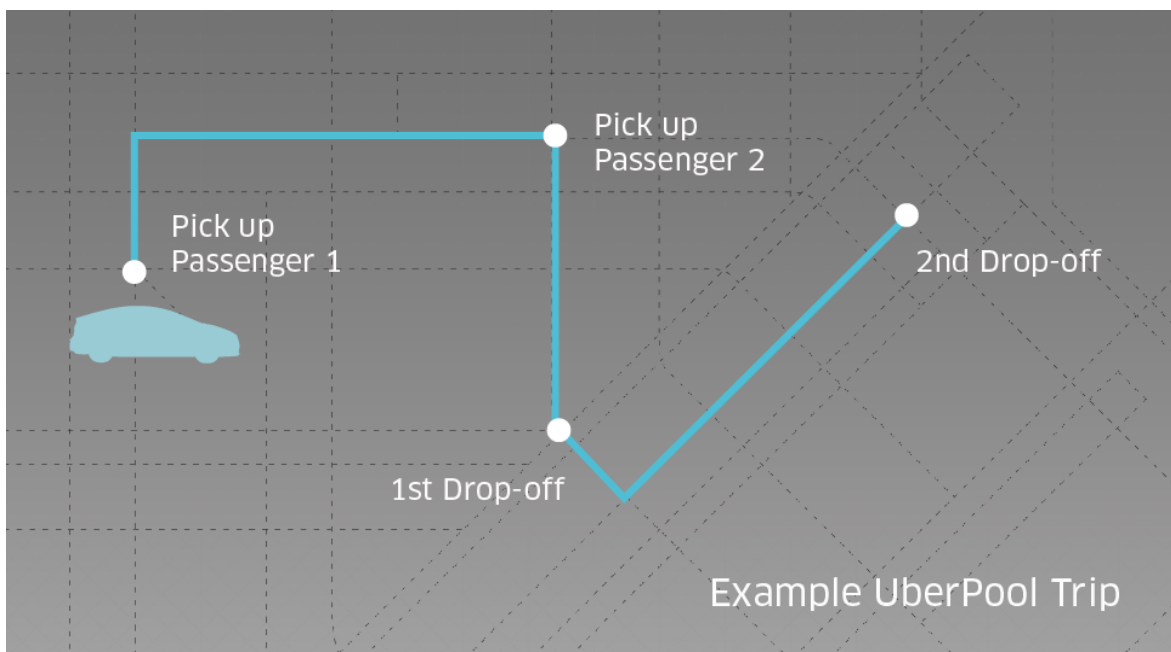 Pick up
Passenger 2
Pick up
Passenger 1
2nd Drop-off
1st Drop-off
Example UberPool Trip